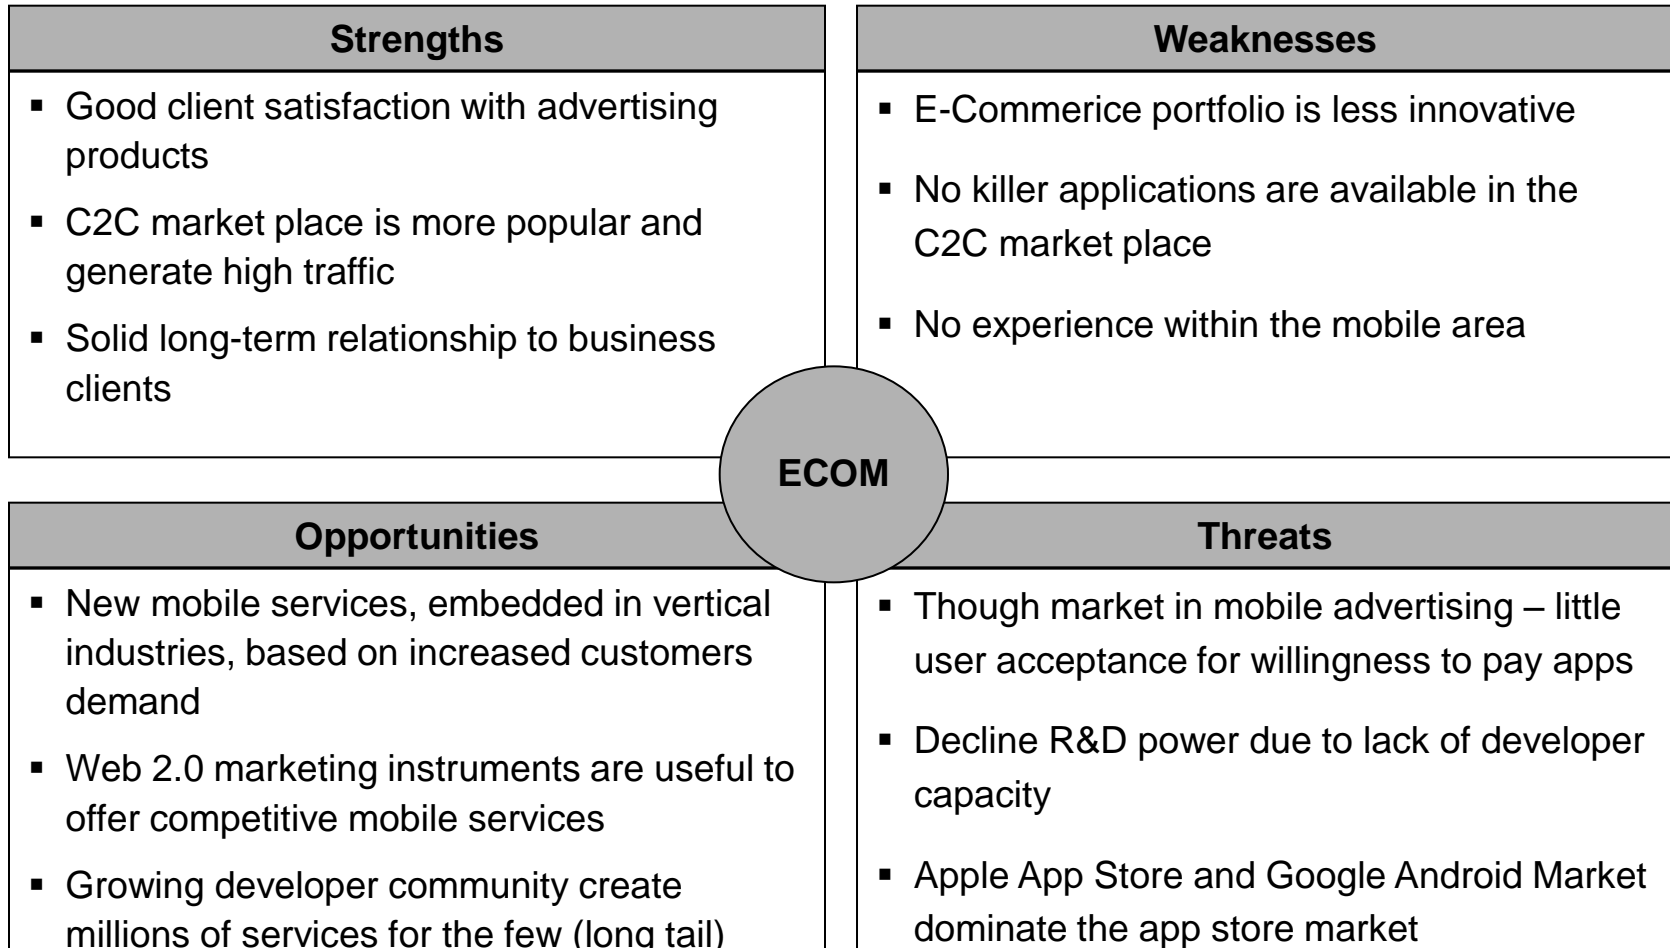 Strengths
▪ Good client satisfaction with advertising
products
▪ C2C market place is more popular and
generate high traffic
▪ Solid long-term relationship to business
clients
Weaknesses
▪ E-Commerice portfolio is less innovative
▪ No killer applications are available in the
C2C market place
▪ No experience within the mobile area
ECOM
Opportunities
▪ New mobile services, embedded in vertical
industries, based on increased customers
demand
▪ Web 2.0 marketing instruments are useful to
offer competitive mobile services
▪ Growing developer community create
millions of services for the few (long tail)
Threats
▪ Though market in mobile advertising – little
user acceptance for willingness to pay apps
▪ Decline R&D power due to lack of developer
capacity
▪ Apple App Store and Google Android Market
dominate the app store market